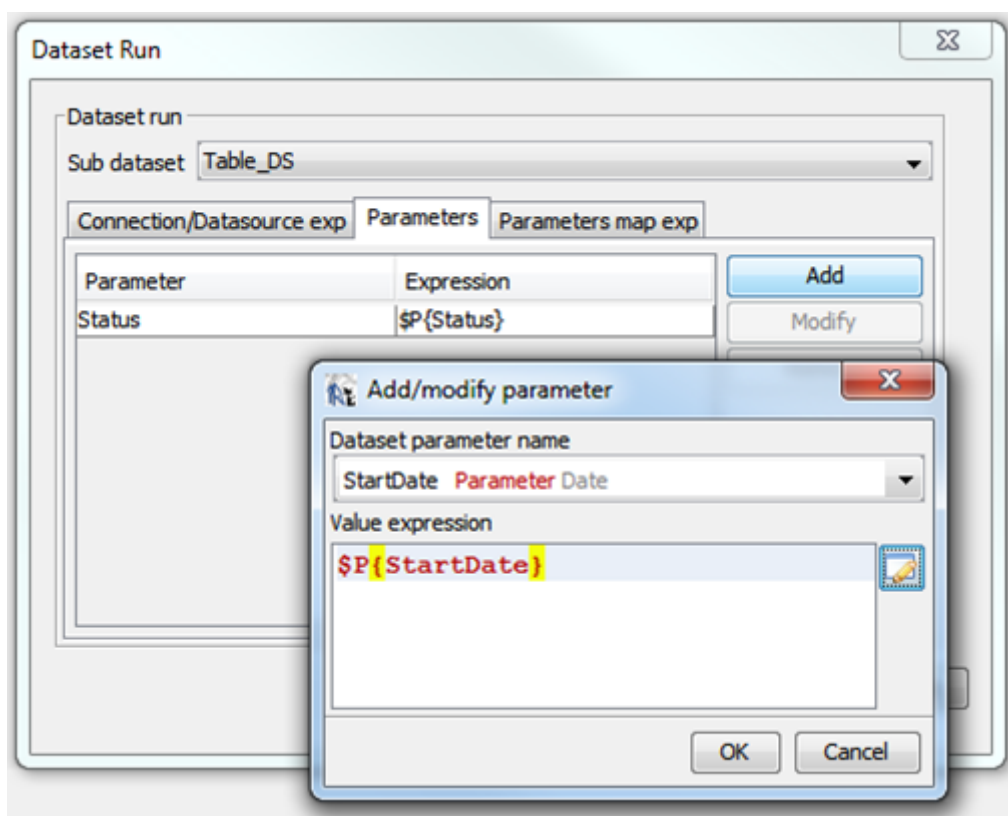 Dataset Run
Dataset run
Sub dataset Table_DS
Connection/Datasource exp Parameters Parameters map exp
Parameter Expression Add
Status $P{Status} Modify
Add/modify parameter
Dataset parameter name
StartDate Parameter Date
Value expression
$P{StartDate}
OK Cancel